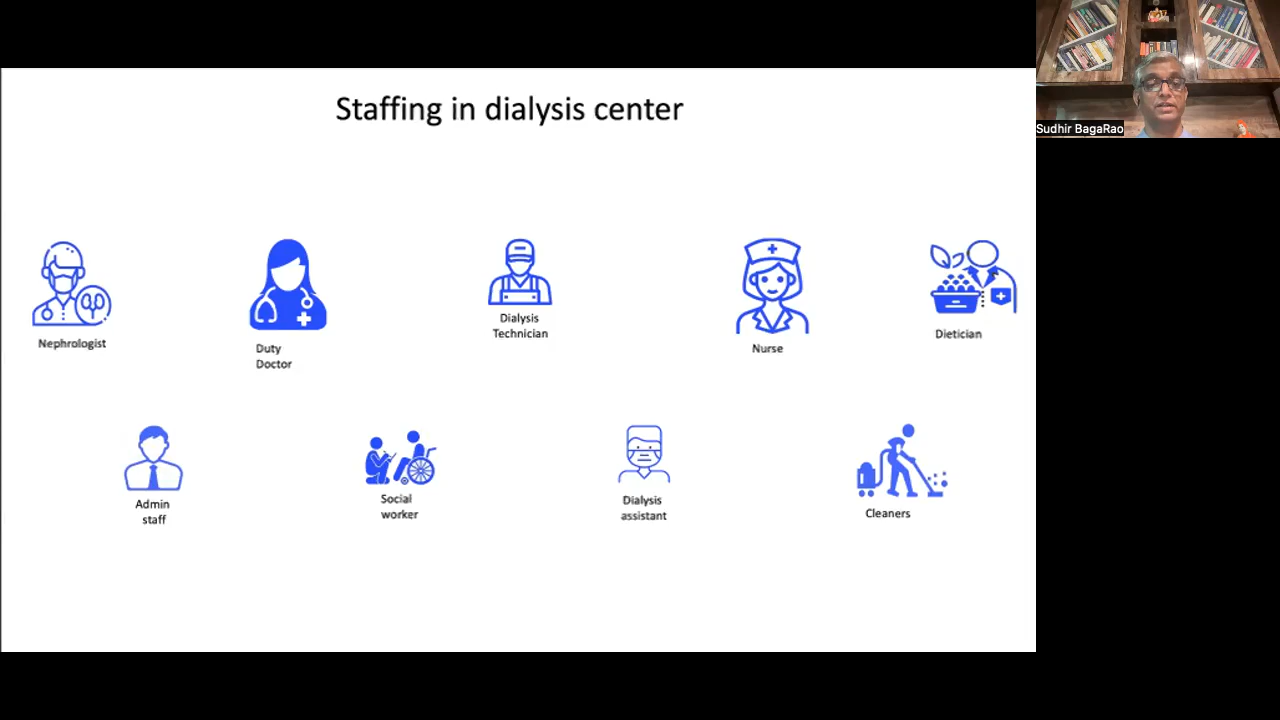 Staffing in dialysis center
Sudhir BagaRao
Nephrologist
Duty
Doctor
Dialysis
Technician
Nurse
Dietician
Admin
staff
Social
worker
Dialysis
assistant
Cleaners